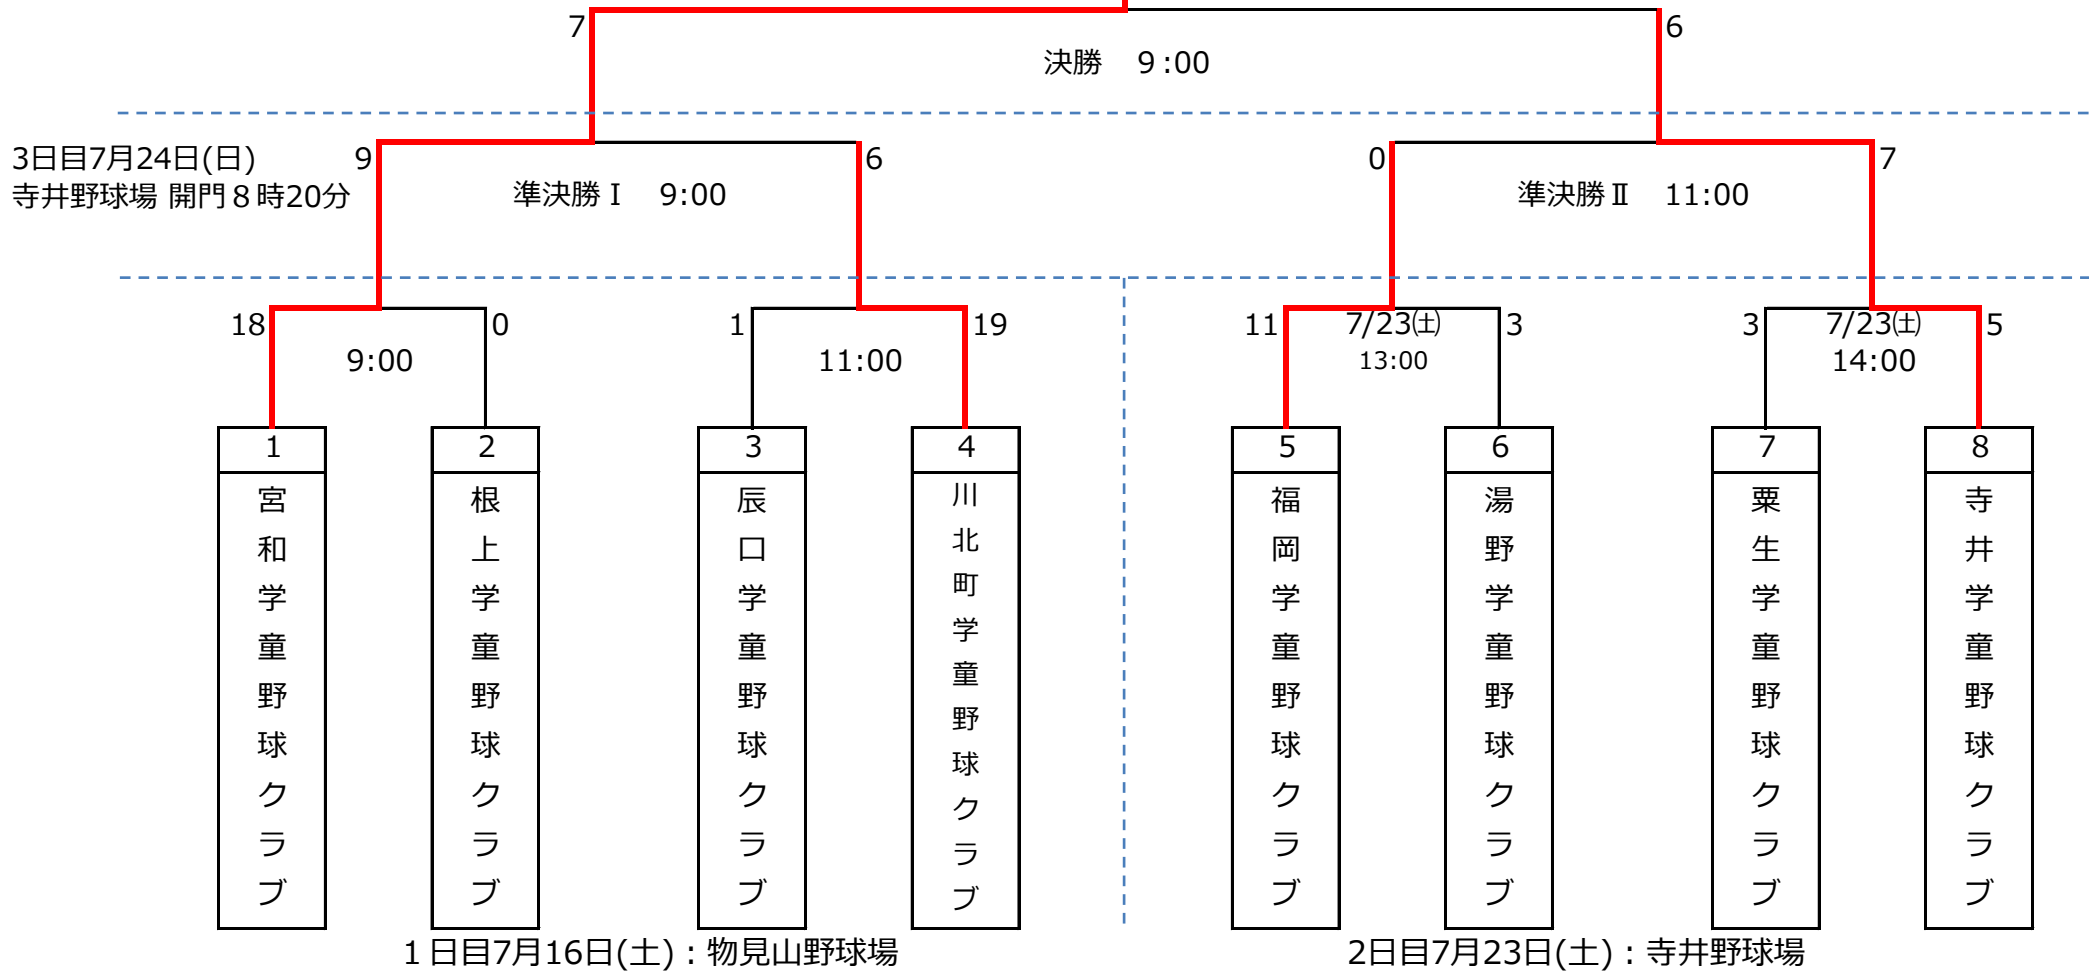 7
6
決勝　9:00
3日目7月24日(日)
寺井野球場 開門８時20分
9
6
準決勝Ⅰ　9:00
0
7
準決勝Ⅱ　11:00
18
0
9:00
1
19
11:00
11
7/23㈯
3
13:00
3
7/23㈯
5
14:00
1
2
3
4
5
6
7
8
宮和学童野球クラブ
根上学童野球クラブ
辰口学童野球クラブ
川北町学童野球クラブ
福岡学童野球クラブ
湯野学童野球クラブ
粟生学童野球クラブ
寺井学童野球クラブ
１日目7月16日(土)：物見山野球場
2日目7月23日(土)：寺井野球場